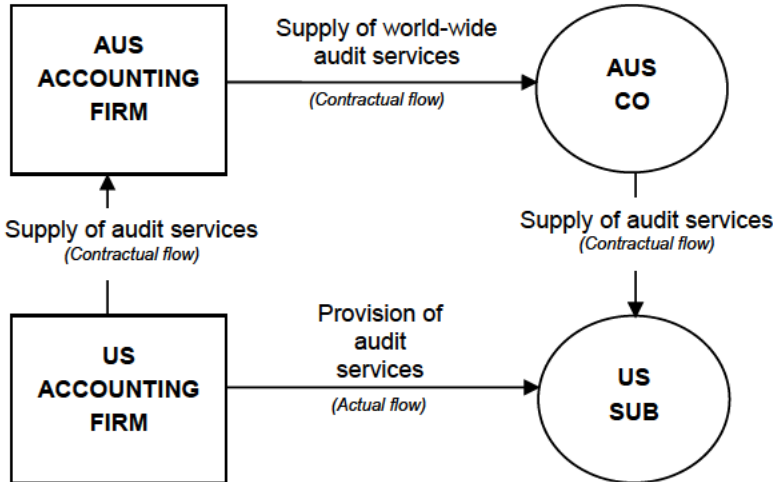 AUS
ACCOUNTING
FIRM
Supply of world-wide
audit services
(Contractual flow)
AUS
CO
Supply of audit services
(Contractual flow)
Supply of audit services
(Contractual flow)
US
ACCOUNTING
FIRM
Provision of
audit
services
(Actual flow)
US
SUB